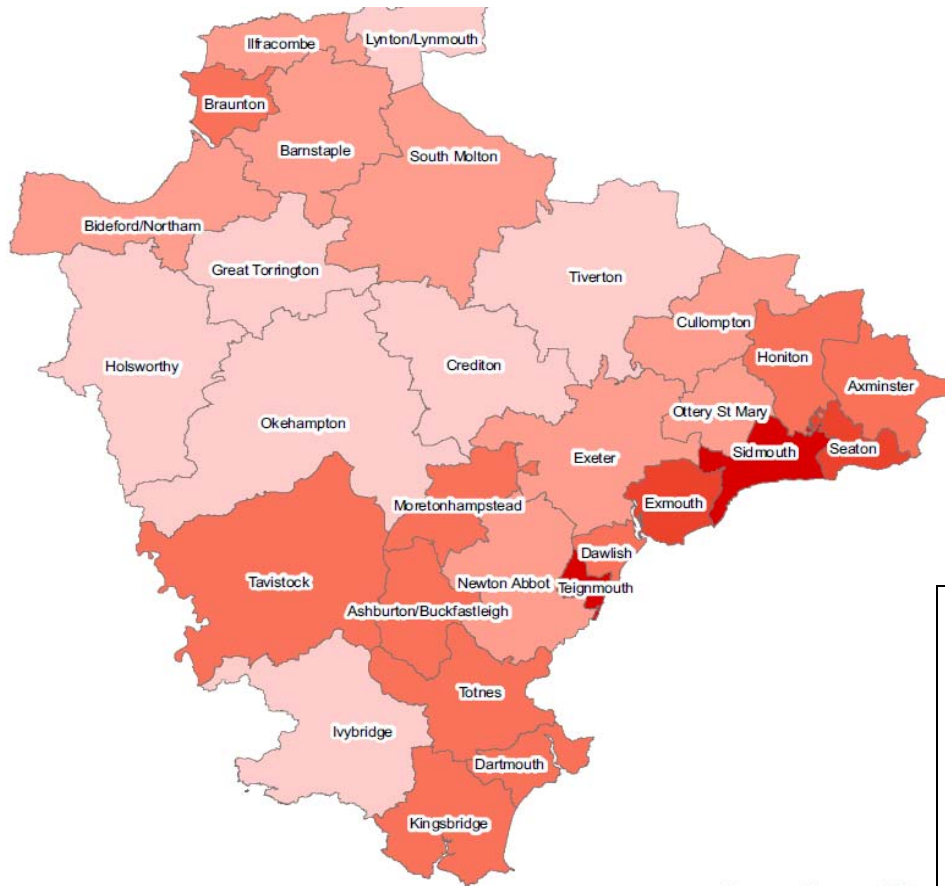 Lynton/Lynmouth
Ilfracombe
Braunton
Barnstaple
South Molton
Bideford/Northam
Great Torrington
Tiverton
Cullompton
Holsworthy
Crediton
Honiton
Axminster
Okehampton
Ottery St Mary
Exeter
Sidmouth
Seaton
Moretonhampstead
Exmouth
Dawlish
Tavistock
Newton Abbot
Teignmouth
Ashburton/Buckfastleigh
Totnes
Ivybridge
Dartmouth
Kingsbridge